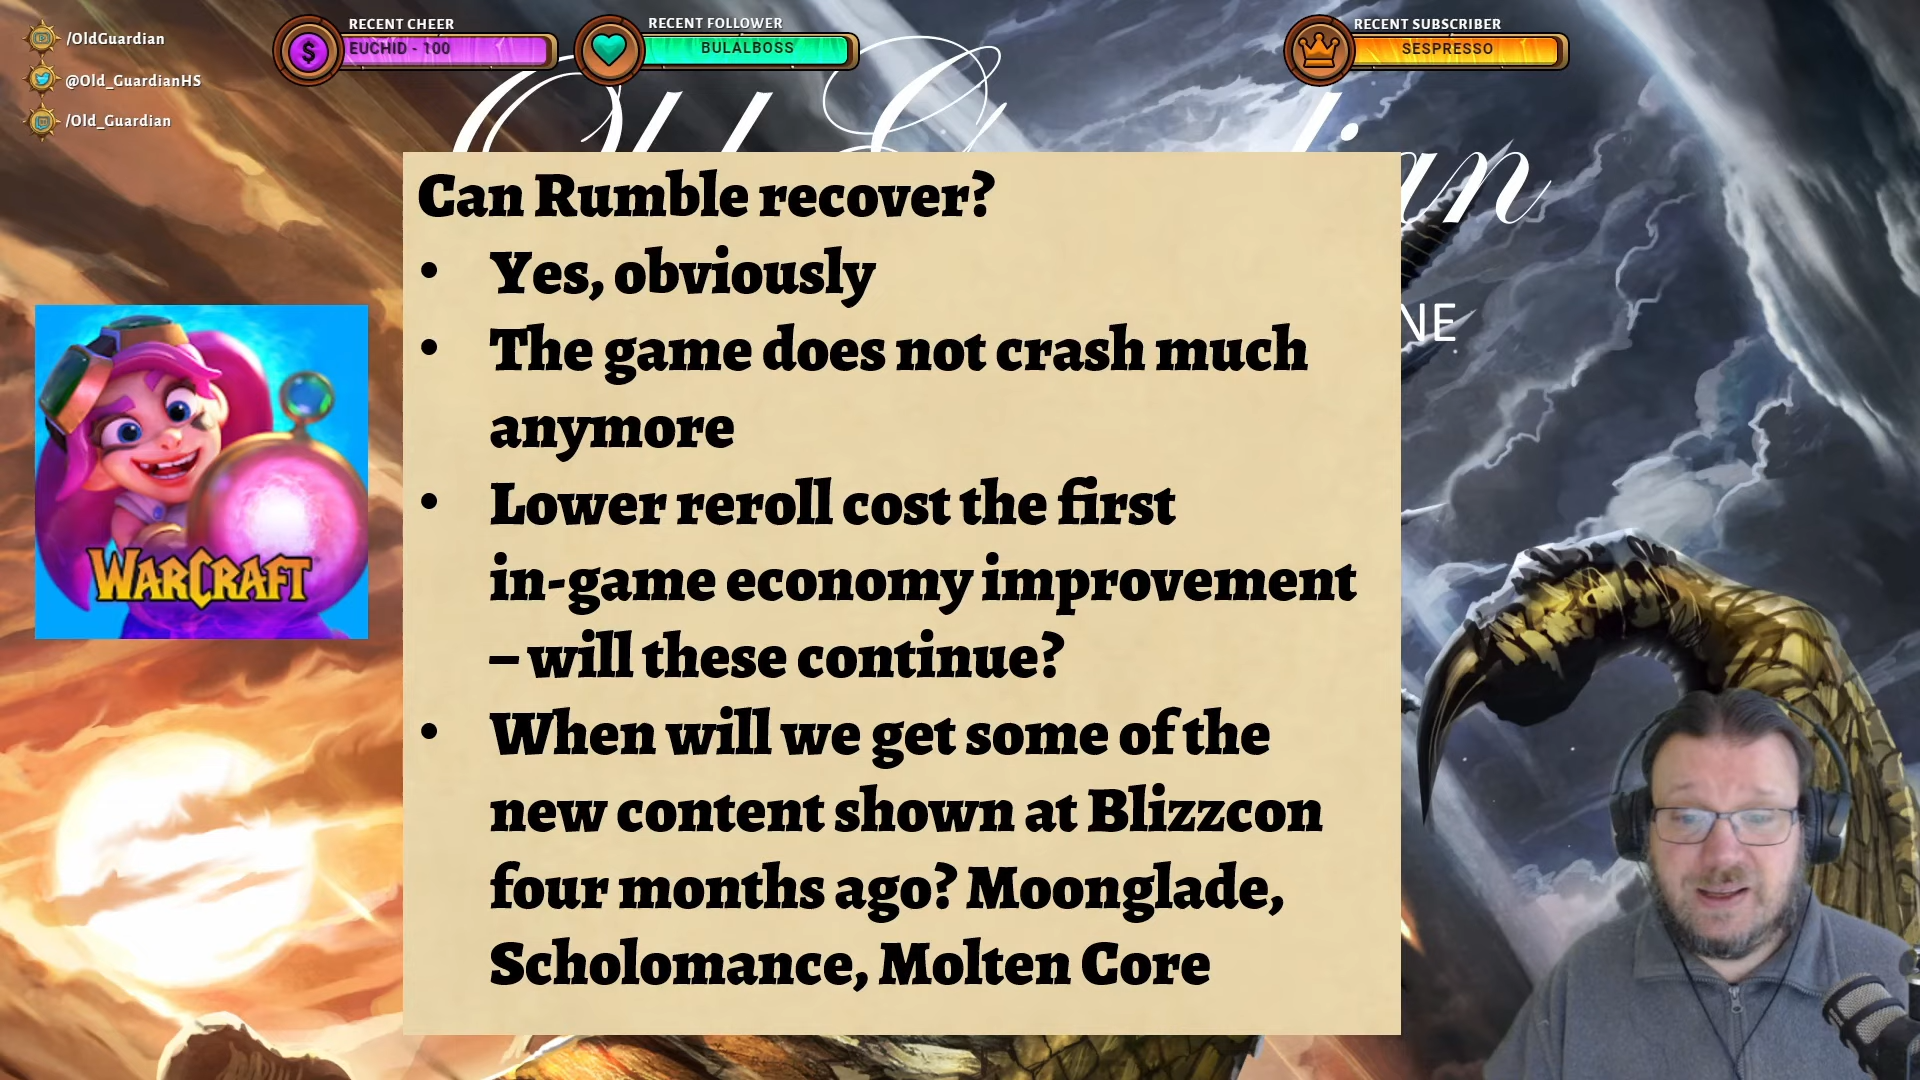 /OldGuardian
@Old_GuardianHS
/Old_Guardian
RECENT CHEER
EUCHID - 100
RECENT FOLLOWER
BULALBOSS
RECENT SUBSCRIBER
SESPRESSO
Old Guardian
NE
WARCRAFT
Can Rumble recover?
• Yes, obviously
• The game does not crash much
anymore
• Lower reroll cost the first
in-game economy improvement
– will these continue?
• When will we get some of the
new content shown at Blizzcon
four months ago? Moonglade,
Scholomance, Molten Core